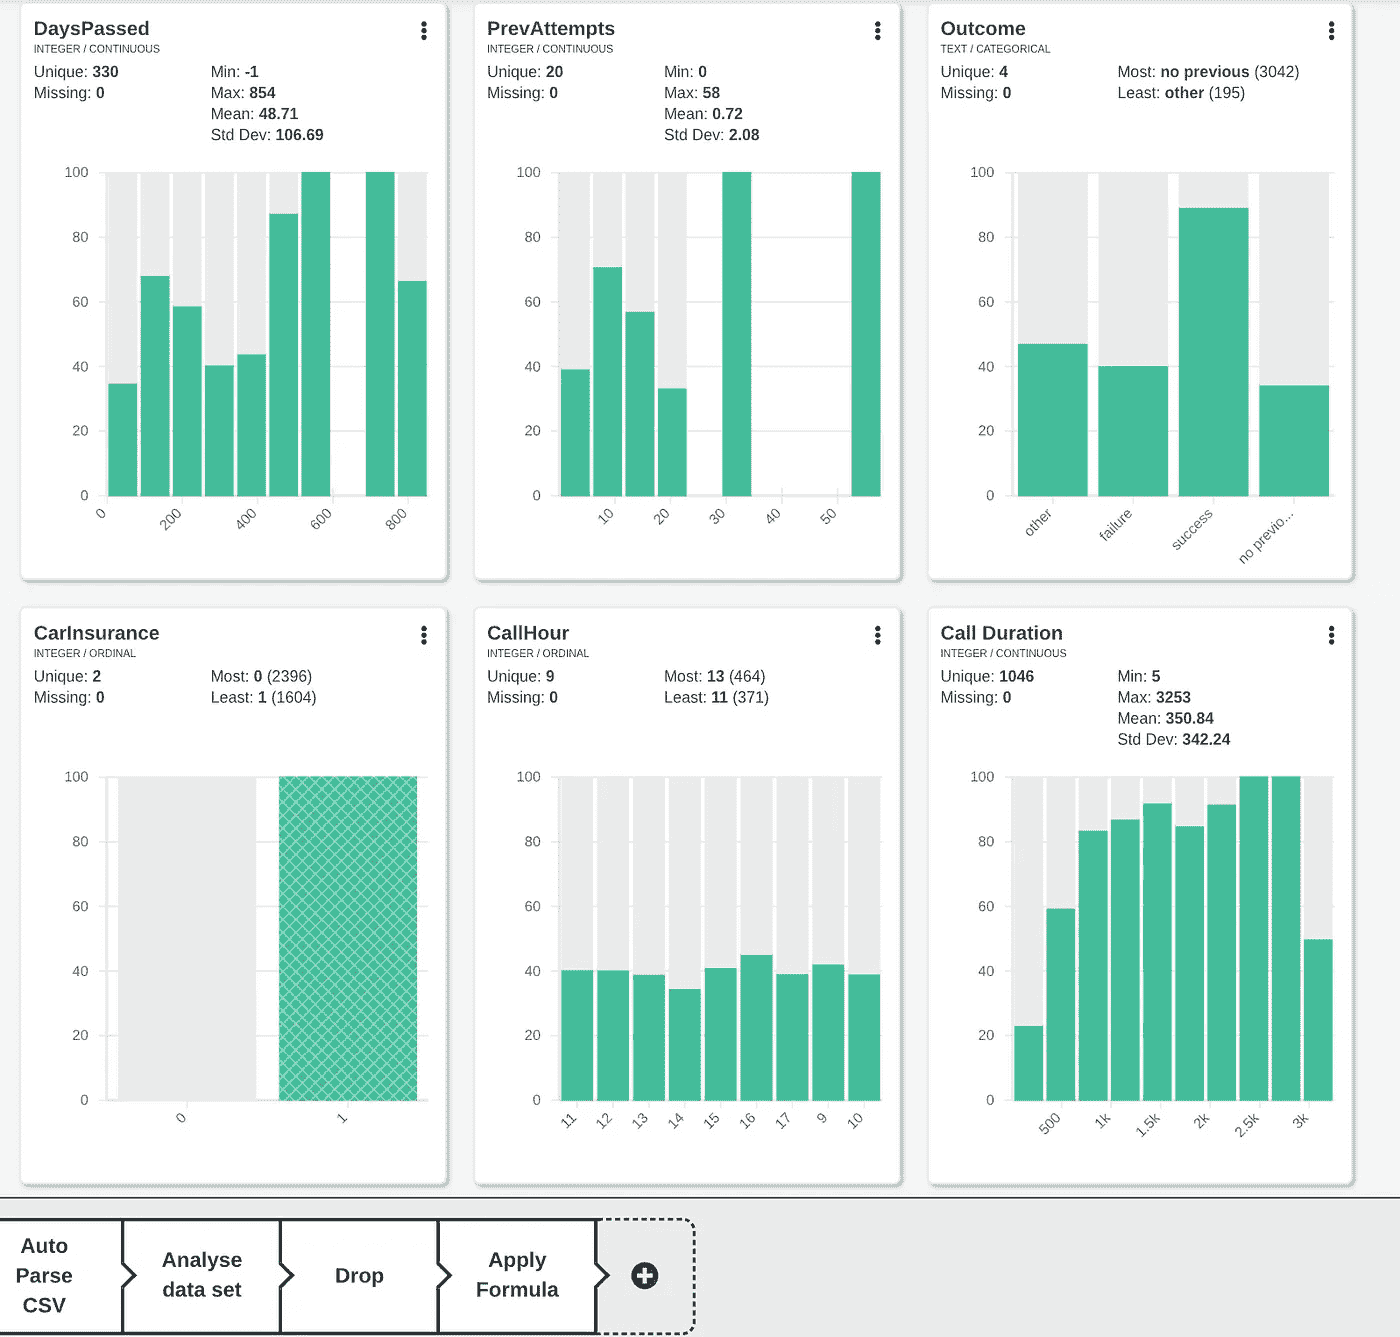 DaysPassed
INTEGER / CONTINUOUS
Unique: 330
Missing: 0
Min: -1
Max: 854
Mean: 48.71
Std Dev: 106.69
100
80
60
40
20
0
0 200 400 600 800
PrevAttempts
INTEGER / CONTINUOUS
Unique: 20
Missing: 0
Min: 0
Max: 58
Mean: 0.72
Std Dev: 2.08
100
80
60
40
20
0
10 20 30 40 50
Outcome
TEXT / CATEGORICAL
Unique: 4
Missing: 0
Most: no previous (3042)
Least: other (195)
100
80
60
40
20
0
other failure success no previo...
CarInsurance
INTEGER / ORDINAL
Unique: 2
Missing: 0
Most: 0 (2396)
Least: 1 (1604)
100
80
60
40
20
0
0 1
CallHour
INTEGER / ORDINAL
Unique: 9
Missing: 0
Most: 13 (464)
Least: 11 (371)
100
80
60
40
20
0
11 12 13 14 15 16 17 9 10
Call Duration
INTEGER / CONTINUOUS
Unique: 1046
Missing: 0
Min: 5
Max: 3253
Mean: 350.84
Std Dev: 342.24
100
80
60
40
20
0
500 1k 1.5k 2k 2.5k 3k
Auto
Parse
CSV
Analyse
data set
Drop
Apply
Formula